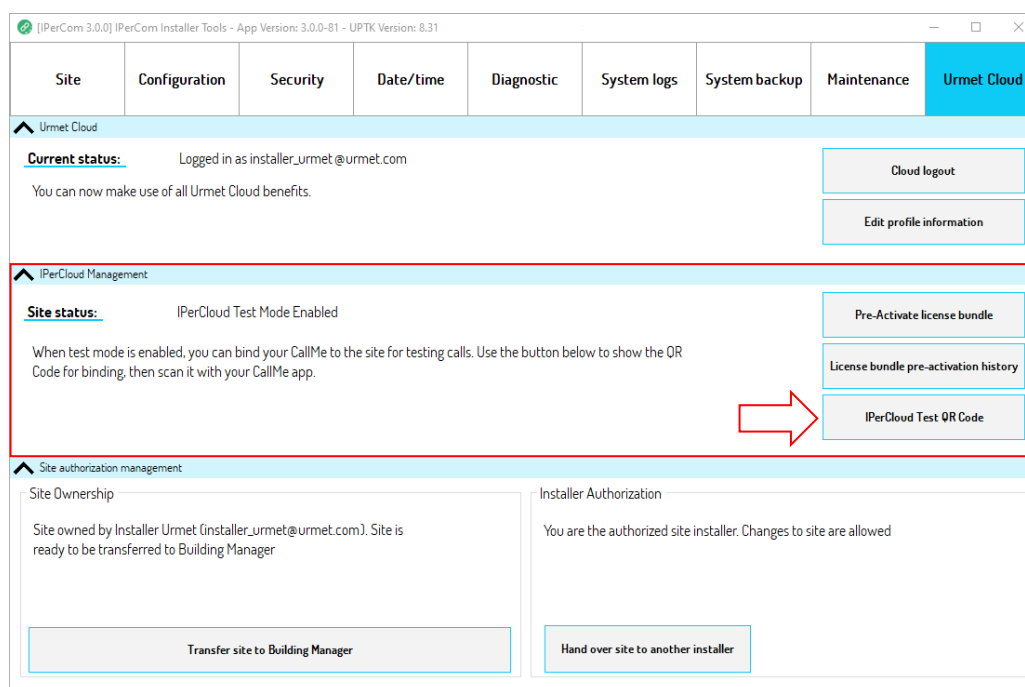 [IPerCom 3.0.0] IPerCom Installer Tools - App Version: 3.0.0-81 - UPTK Version: 8.31
Site Configuration Security Date/time Diagnostic System logs System backup Maintenance Urmet Cloud
Urmet Cloud
Current status: Logged in as installer_urmet@urmet.com
Cloud logout
You can now make use of all Urmet Cloud benefits.
Edit profile information
IPerCloud Management
Site status: IPerCloud Test Mode Enabled
Pre-Activate license bundle
When test mode is enabled, you can bind your CallMe to the site for testing calls. Use the button below to show the QR
Code for binding, then scan it with your CallMe app.
License bundle pre-activation history
IPerCloud Test QR Code
Site authorization management
Site Ownership
Site owned by Installer Urmet (installer_urmet@urmet.com). Site is
ready to be transferred to Building Manager
Transfer site to Building Manager
Installer Authorization
You are the authorized site installer. Changes to site are allowed
Hand over site to another installer